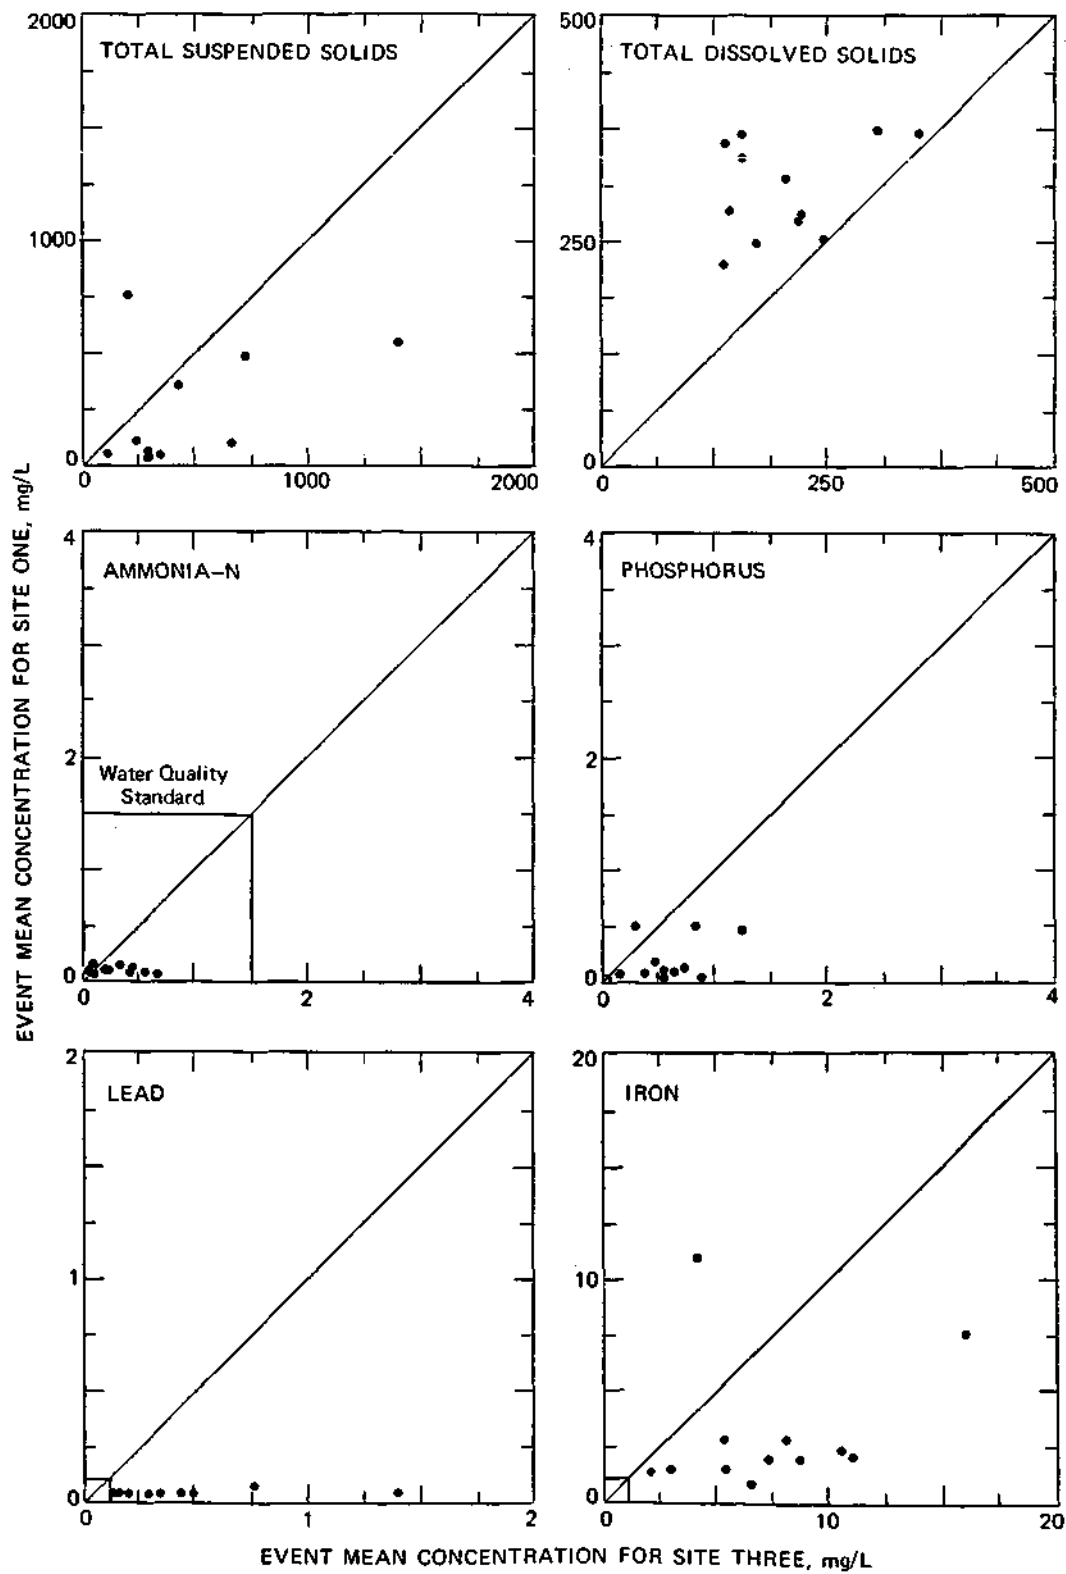 TOTAL SUSPENDED SOLIDS
2000
1000
0
0 1000 2000
TOTAL DISSOLVED SOLIDS
500
250
0
0 250 500
AMMONIA–N
4
2
0
Water Quality
Standard
0 2 4
PHOSPHORUS
4
2
0
0 2 4
LEAD
2
1
0
0 1 2
IRON
20
10
0
0 10 20
EVENT MEAN CONCENTRATION FOR SITE ONE, mg/L
EVENT MEAN CONCENTRATION FOR SITE THREE, mg/L